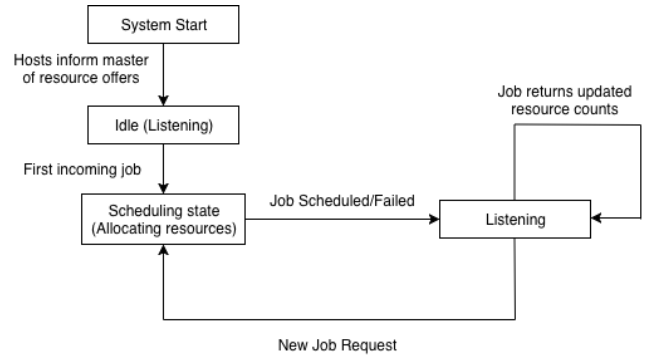 System Start
Hosts inform master
of resource offers
Idle (Listening)
First incoming job
Scheduling state
(Allocating resources)
Job Scheduled/Failed
Job returns updated
resource counts
Listening
New Job Request